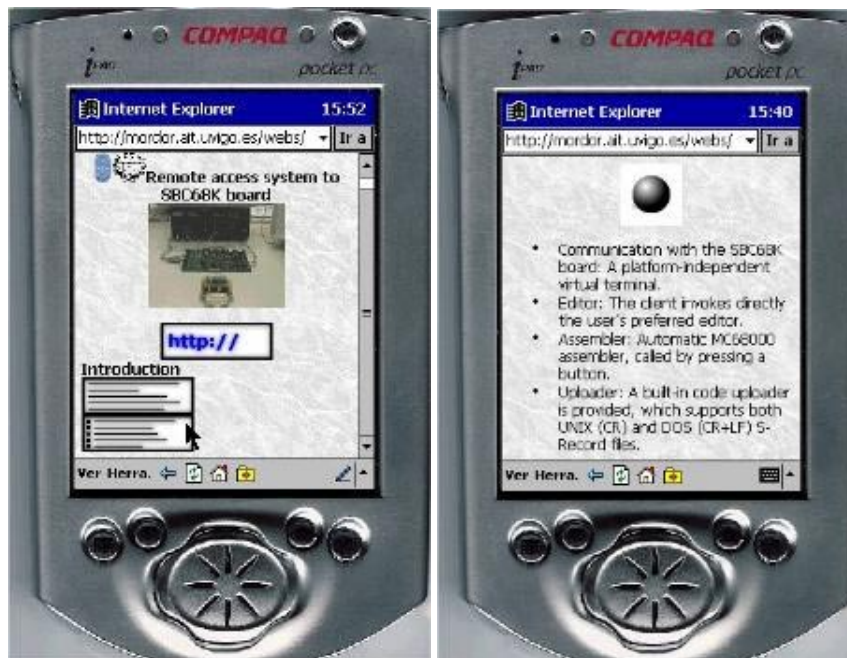 COMPAQ
iPAQ
pocket pc
Internet Explorer 15:52
http://mordor.ait.uvigo.es/webs/ Ir a
Remote access system to
SBC68K board
http://
Introduction
Ver Herra.
COMPAQ
iPAQ
pocket pc
Internet Explorer 15:40
http://mordor.ait.uvigo.es/webs/ Ir a
• Communication with the SBC68K
board: A platform-independent
virtual terminal.
• Editor: The client invokes directly
the user's preferred editor.
• Assembler: Automatic MC68000
assembler, called by pressing a
button.
• Uploader: A built-in code uploader
is provided, which supports both
UNIX (CR) and DOS (CR+LF) S-
Record files.
Ver Herra.